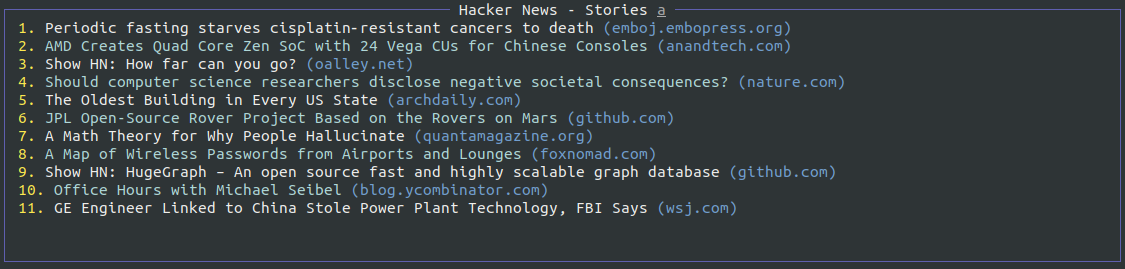 Hacker News - Stories a
1. Periodic fasting starves cisplatin-resistant cancers to death (emboj.embopress.org)
2. AMD Creates Quad Core Zen SoC with 24 Vega CUs for Chinese Consoles (anandtech.com)
3. Show HN: How far can you go? (oalley.net)
4. Should computer science researchers disclose negative societal consequences? (nature.com)
5. The Oldest Building in Every US State (archdaily.com)
6. JPL Open-Source Rover Project Based on the Rovers on Mars (github.com)
7. A Math Theory for Why People Hallucinate (quantamagazine.org)
8. A Map of Wireless Passwords from Airports and Lounges (foxnomad.com)
9. Show HN: HugeGraph – An open source fast and highly scalable graph database (github.com)
10. Office Hours with Michael Seibel (blog.ycombinator.com)
11. GE Engineer Linked to China Stole Power Plant Technology, FBI Says (wsj.com)